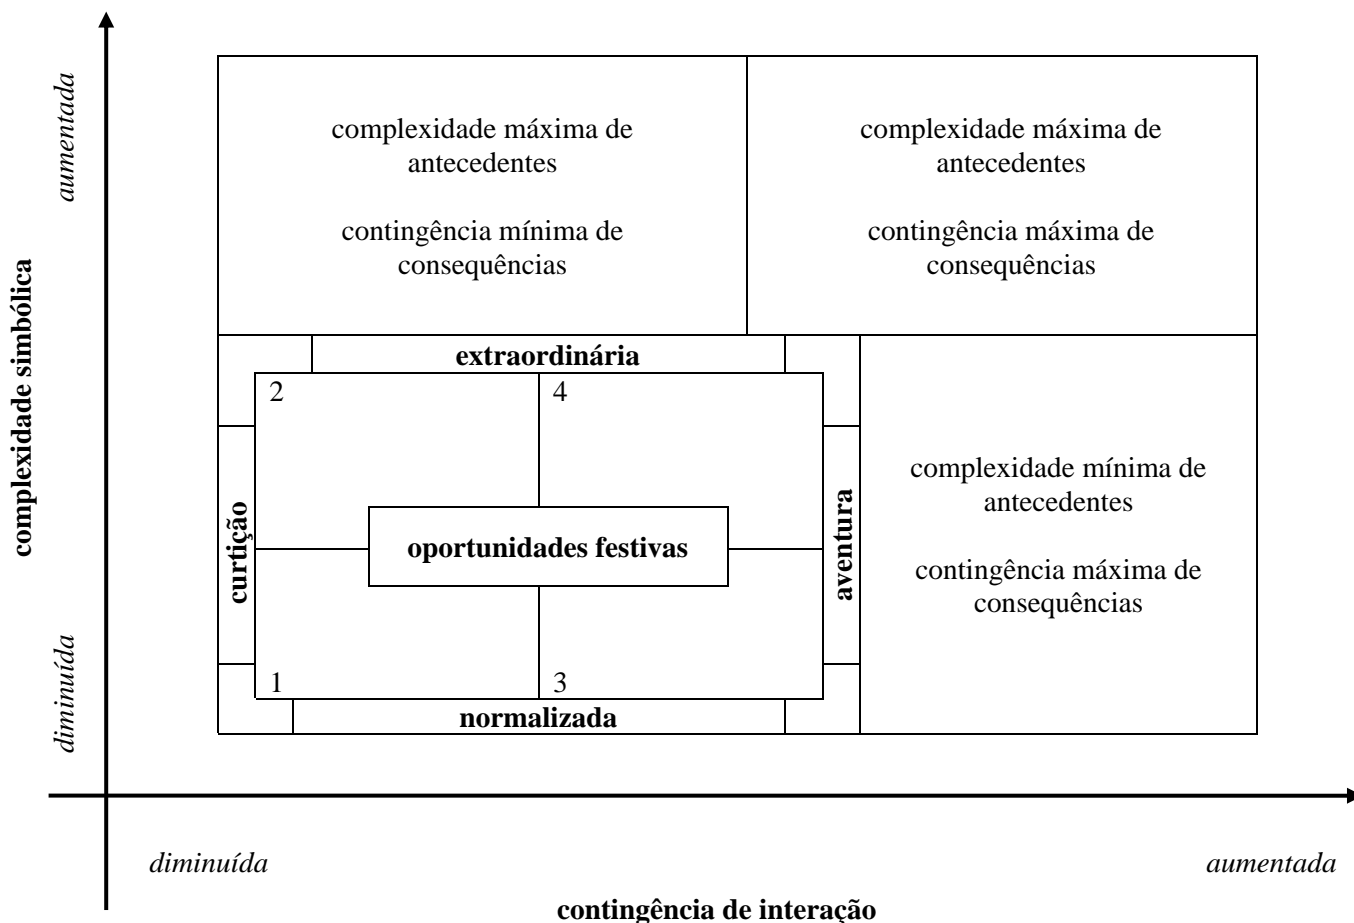 aumentada
complexidade simbólica
diminuída
complexidade máxima de
antecedentes
contingência mínima de
consequências
complexidade máxima de
antecedentes
contingência máxima de
consequências
extraordinária
2
4
curtição
oportunidades festivas
aventura
1
3
normalizada
complexidade mínima de
antecedentes
contingência máxima de
consequências
diminuída
aumentada
contingência de interação